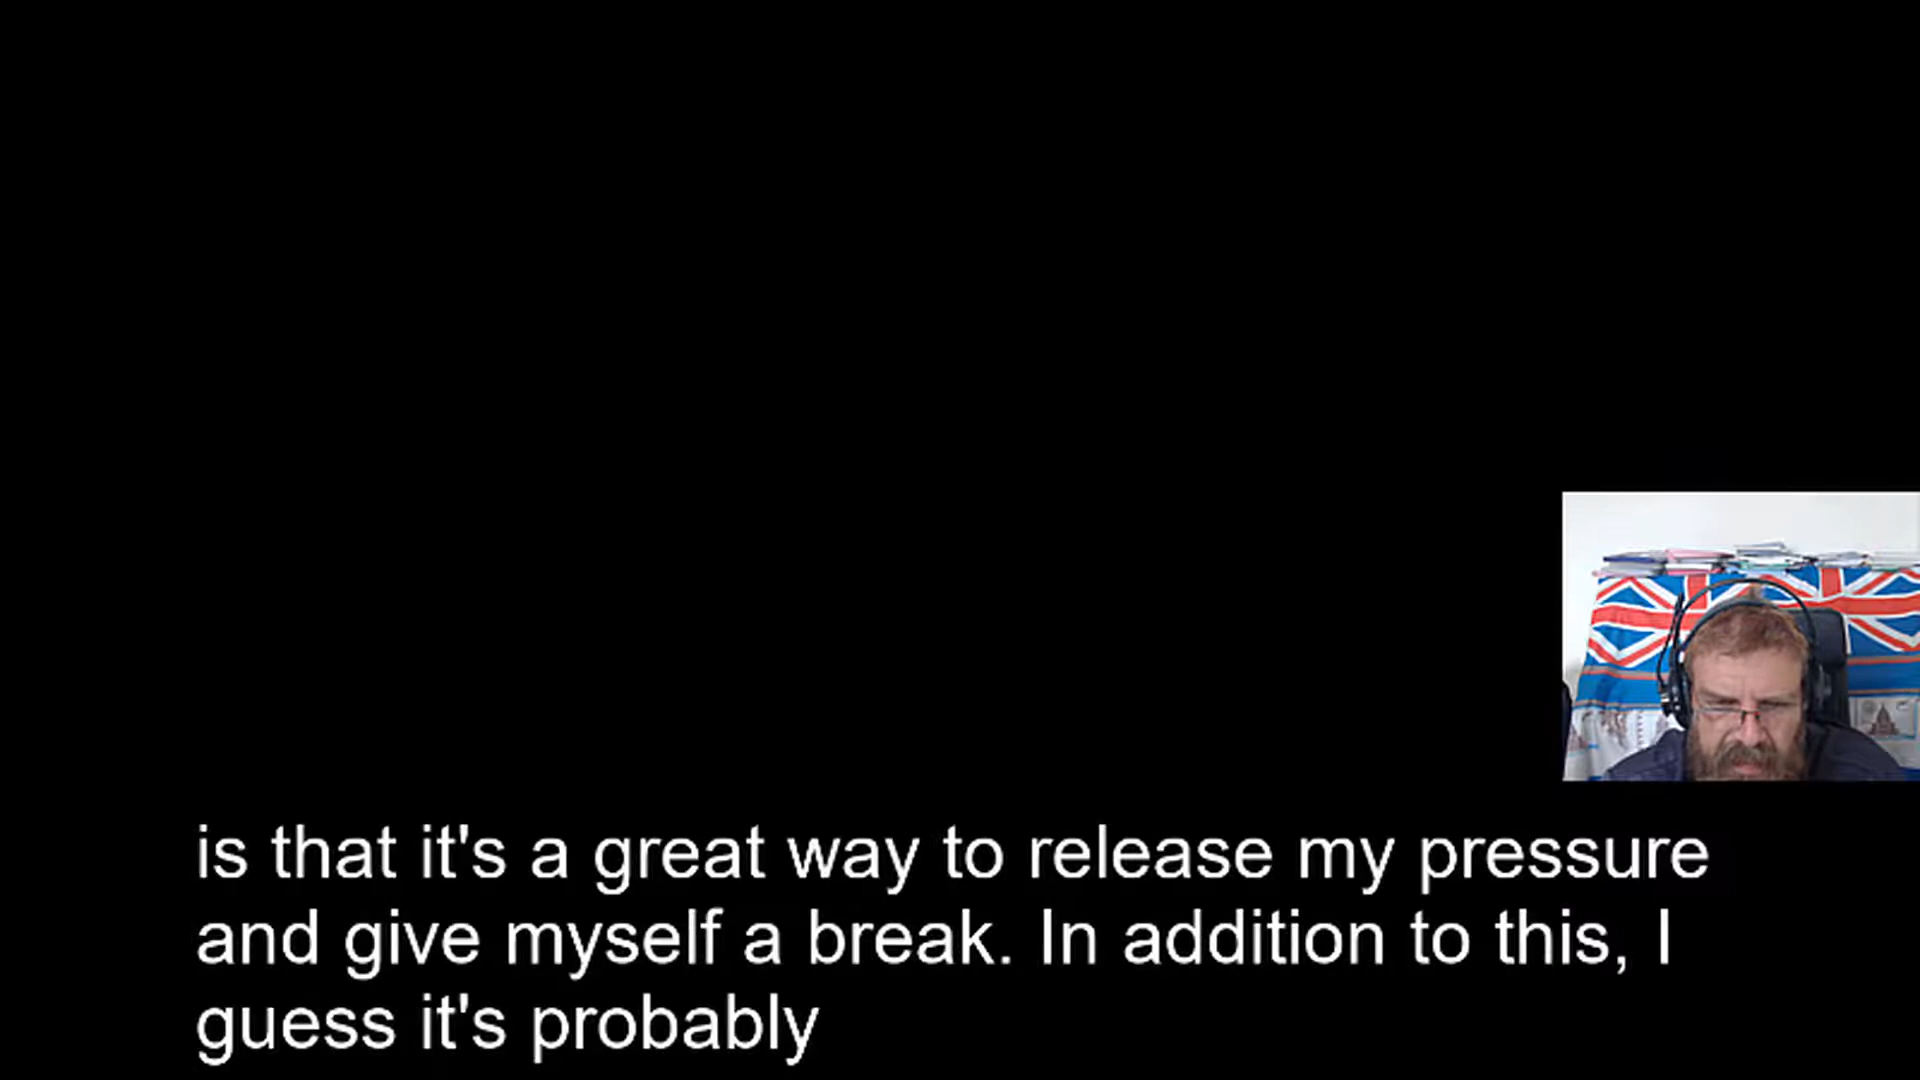 is that it's a great way to release my pressure
and give myself a break. In addition to this, I
guess it's probably